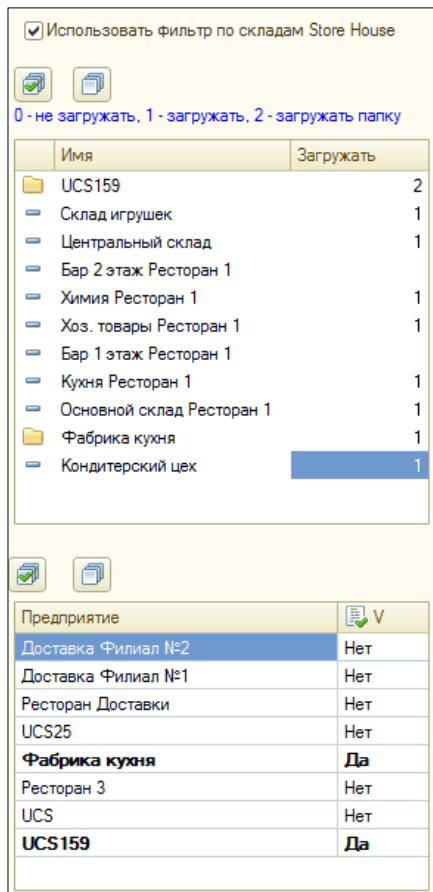 Использовать фильтр по складам Store House
0 - не загружать, 1 - загружать, 2 - загружать папку
Имя Загружать
UCS159 2
Склад игрушек 1
Центральный склад 1
Бар 2 этаж Ресторан 1
Химия Ресторан 1 1
Хоз. товары Ресторан 1 1
Бар 1 этаж Ресторан 1
Кухня Ресторан 1 1
Основной склад Ресторан 1 1
Фабрика кухня 1
Кондитерский цех 1
Предприятие V
Доставка Филиал №2 Нет
Доставка Филиал №1 Нет
Ресторан Доставки Нет
UCS25 Нет
Фабрика кухня Да
Ресторан 3 Нет
UCS Нет
UCS159 Да